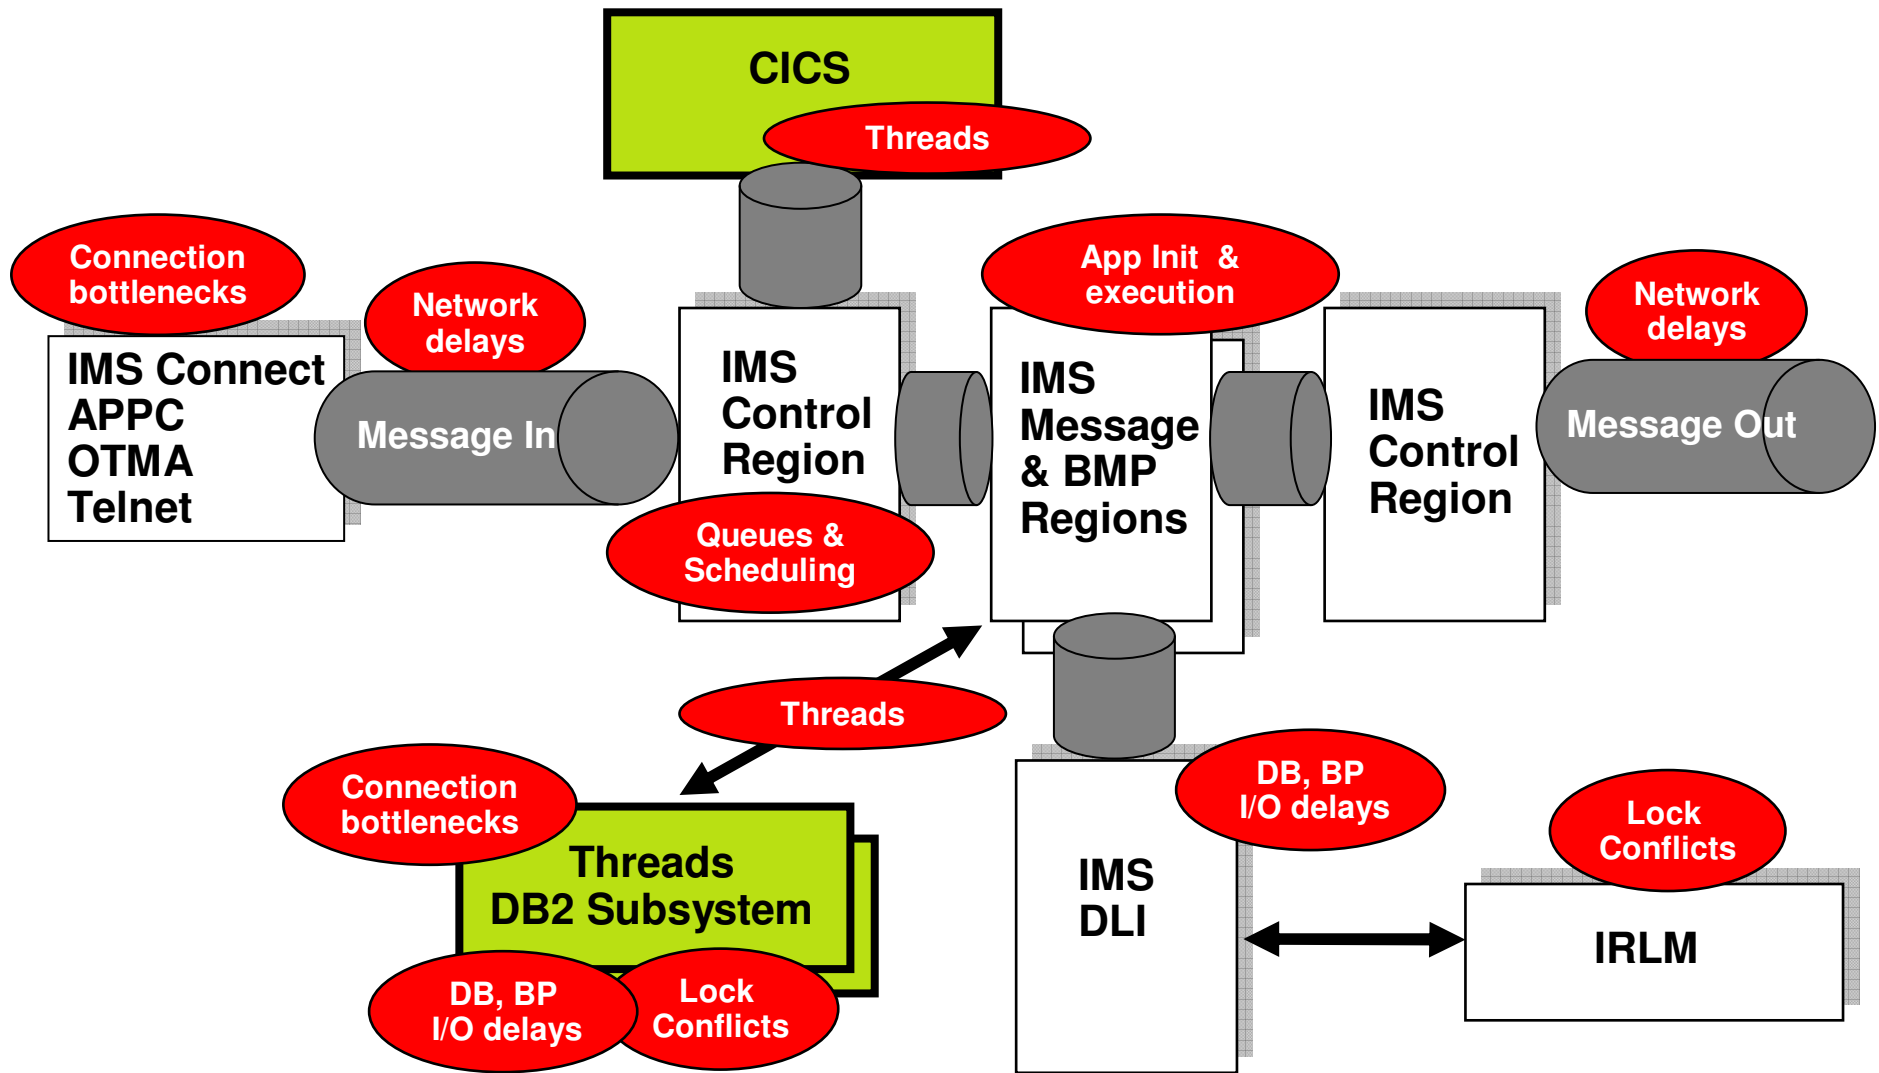 CICS
Threads
Connection
bottlenecks
Network
delays
App Init &
execution
Network
delays
IMS Connect
APPC
OTMA
Telnet
Message In
IMS
Control
Region
Queues &
Scheduling
IMS
Message
& BMP
Regions
IMS
Control
Region
Message Out
Threads
Connection
bottlenecks
Threads
DB2 Subsystem
DB, BP
I/O delays
Lock
Conflicts
IMS
DLI
DB, BP
I/O delays
Lock
Conflicts
IRLM